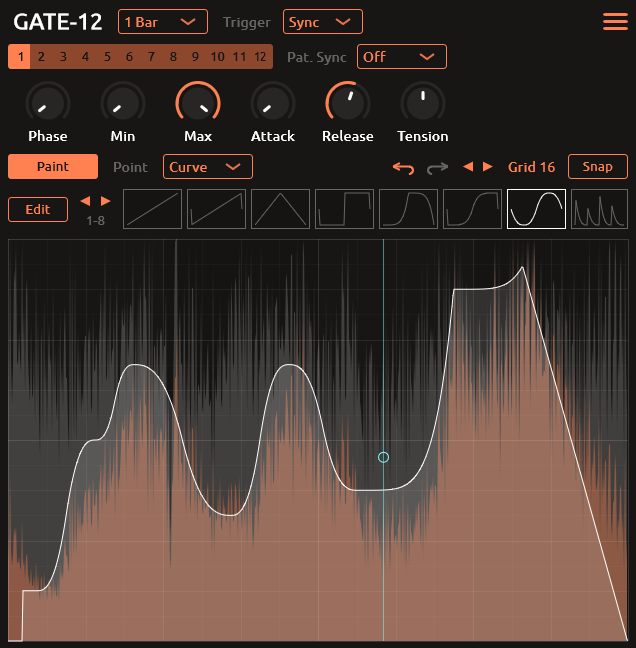 GATE-12 1 Bar Trigger Sync
1 2 3 4 5 6 7 8 9 10 11 12 Pat. Sync Off
Phase Min Max Attack Release Tension
Paint Point Curve Grid 16 Snap
Edit 1-8